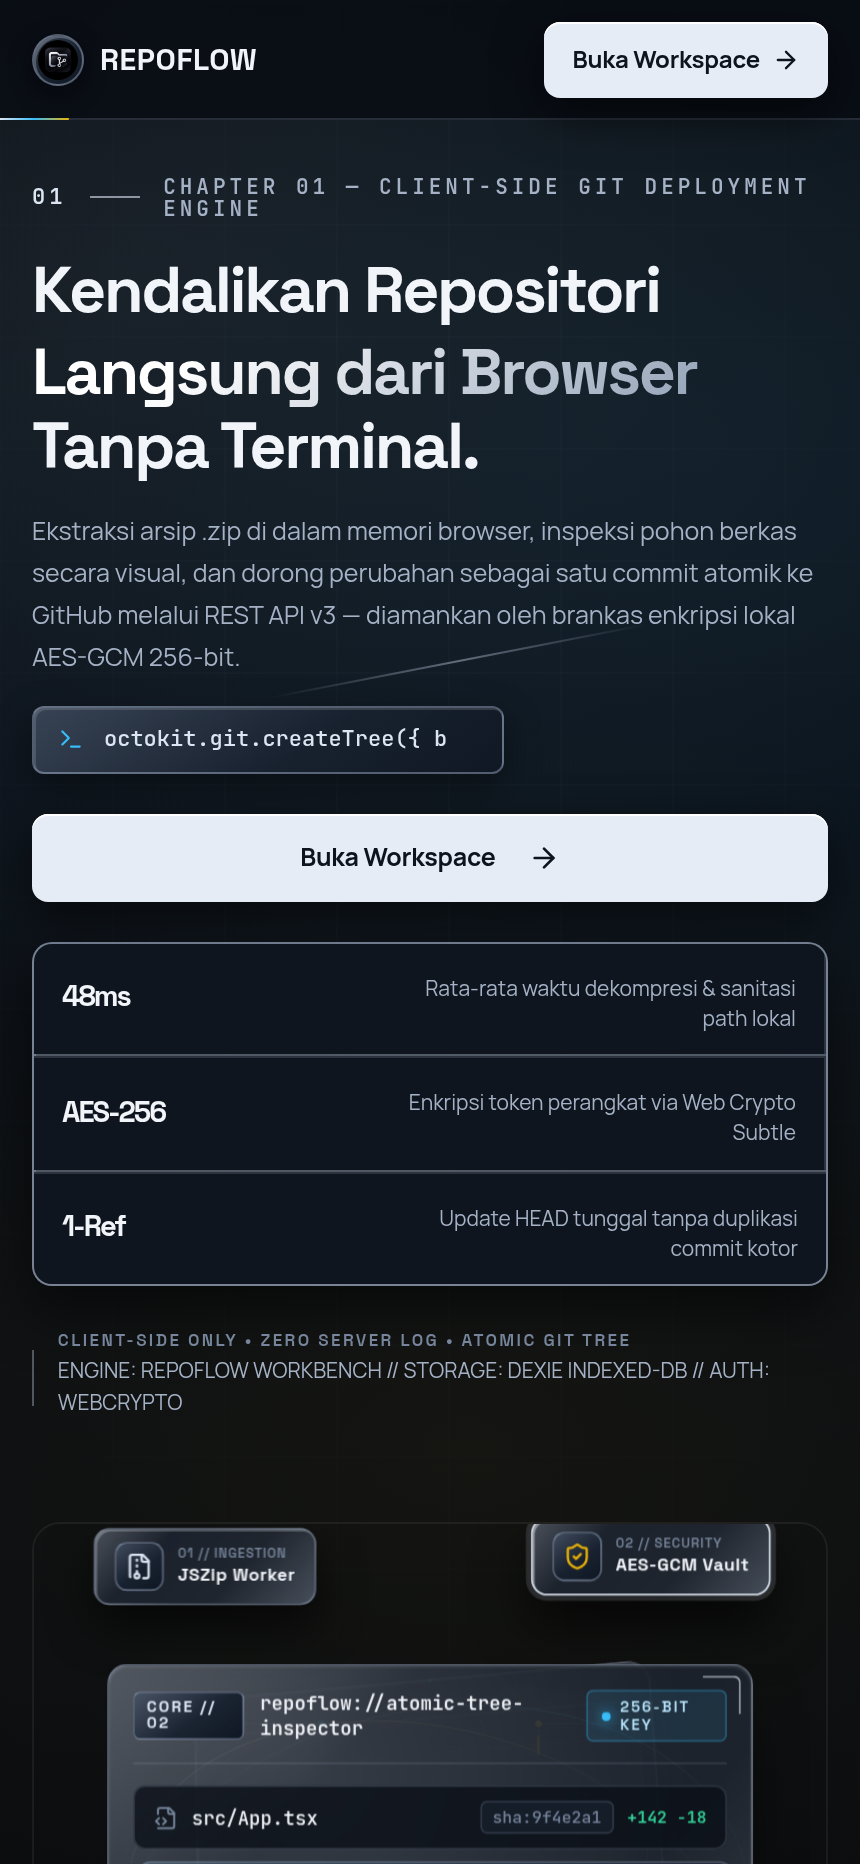 REPOFLOW
Buka Workspace
01
CHAPTER 01 — CLIENT-SIDE GIT DEPLOYMENT
ENGINE
Kendalikan Repositori
Langsung dari Browser
Tanpa Terminal.
Ekstraksi arsip .zip di dalam memori browser, inspeksi pohon berkas
secara visual, dan dorong perubahan sebagai satu commit atomik ke
GitHub melalui REST API v3 — diamankan oleh brankas enkripsi lokal
AES-GCM 256-bit.
octokit.git.createTree({ b
Buka Workspace
48ms
Rata-rata waktu dekompresi & sanitasi
path lokal
AES-256
Enkripsi token perangkat via Web Crypto
Subtle
1-Ref
Update HEAD tunggal tanpa duplikasi
commit kotor
CLIENT-SIDE ONLY • ZERO SERVER LOG • ATOMIC GIT TREE
ENGINE: REPOFLOW WORKBENCH // STORAGE: DEXIE INDEXED-DB // AUTH:
WEBCRYPTO
01 // INGESTION
JSZip Worker
02 // SECURITY
AES-GCM Vault
CORE //
02
repoflow://atomic-tree-
inspector
256-BIT
KEY
src/App.tsx
sha:9f4e2a1
+142 -18